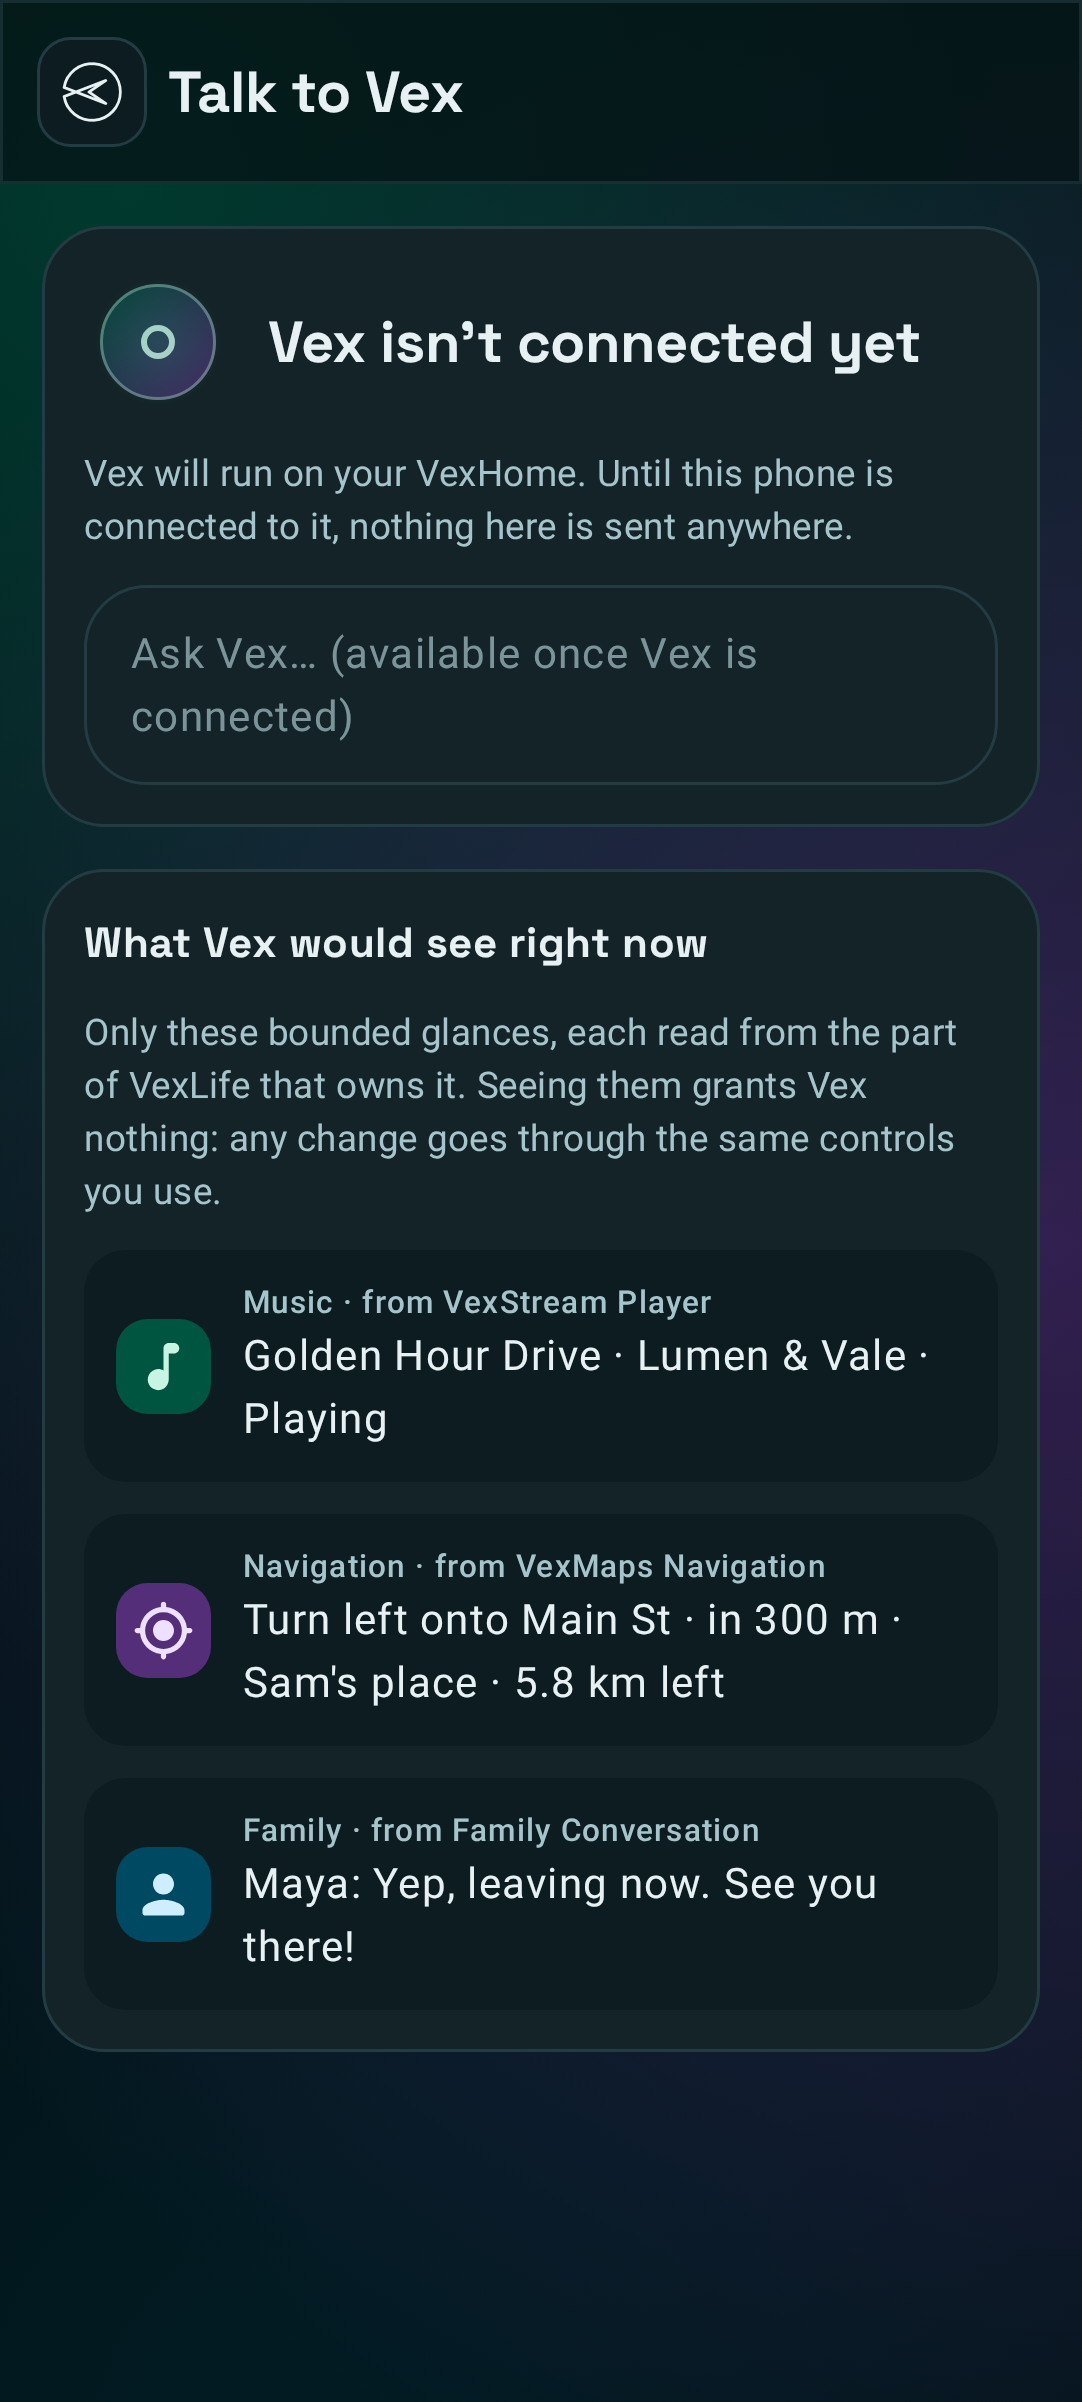 Talk to Vex
Vex isn’t connected yet
Vex will run on your VexHome. Until this phone is
connected to it, nothing here is sent anywhere.
Ask Vex… (available once Vex is
connected)
What Vex would see right now
Only these bounded glances, each read from the part
of VexLife that owns it. Seeing them grants Vex
nothing: any change goes through the same controls
you use.
Music · from VexStream Player
Golden Hour Drive · Lumen & Vale ·
Playing
Navigation · from VexMaps Navigation
Turn left onto Main St · in 300 m ·
Sam's place · 5.8 km left
Family · from Family Conversation
Maya: Yep, leaving now. See you
there!